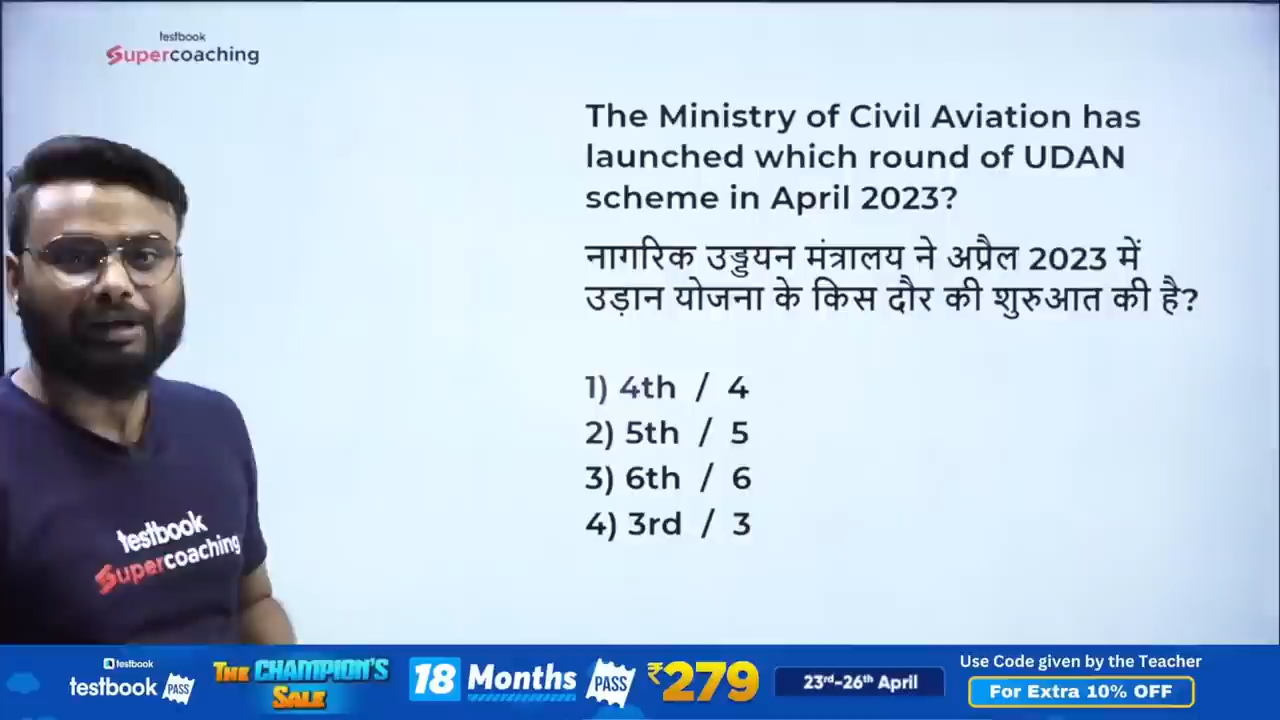 testbook
Supercoaching
The Ministry of Civil Aviation has
launched which round of UDAN
scheme in April 2023?
नागरिक उड्डयन मंत्रालय ने अप्रैल 2023 में
उड़ान योजना के किस दौर की शुरुआत की है?
1) 4th / 4
2) 5th / 5
3) 6th / 6
4) 3rd / 3
testbook
Supercoaching
testbook
testbook PASS
THE CHAMPION'S
SALE
18 Months PASS ₹279
23rd-26th April
Use Code given by the Teacher
For Extra 10% OFF